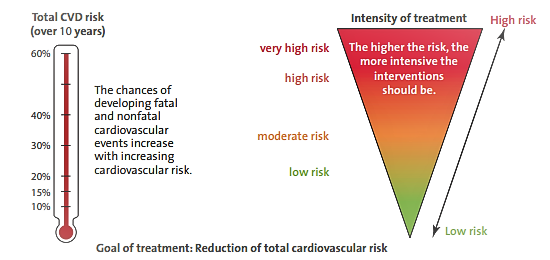 Total CVD risk
(over 10 years)
60%
40%
30%
20%
15%
10%
The chances of
developing fatal
and nonfatal
cardiovascular
events increase
with increasing
cardiovascular risk.
Intensity of treatment
High risk
very high risk
high risk
moderate risk
low risk
The higher the risk, the
more intensive the
interventions
should be.
Low risk
Goal of treatment: Reduction of total cardiovascular risk